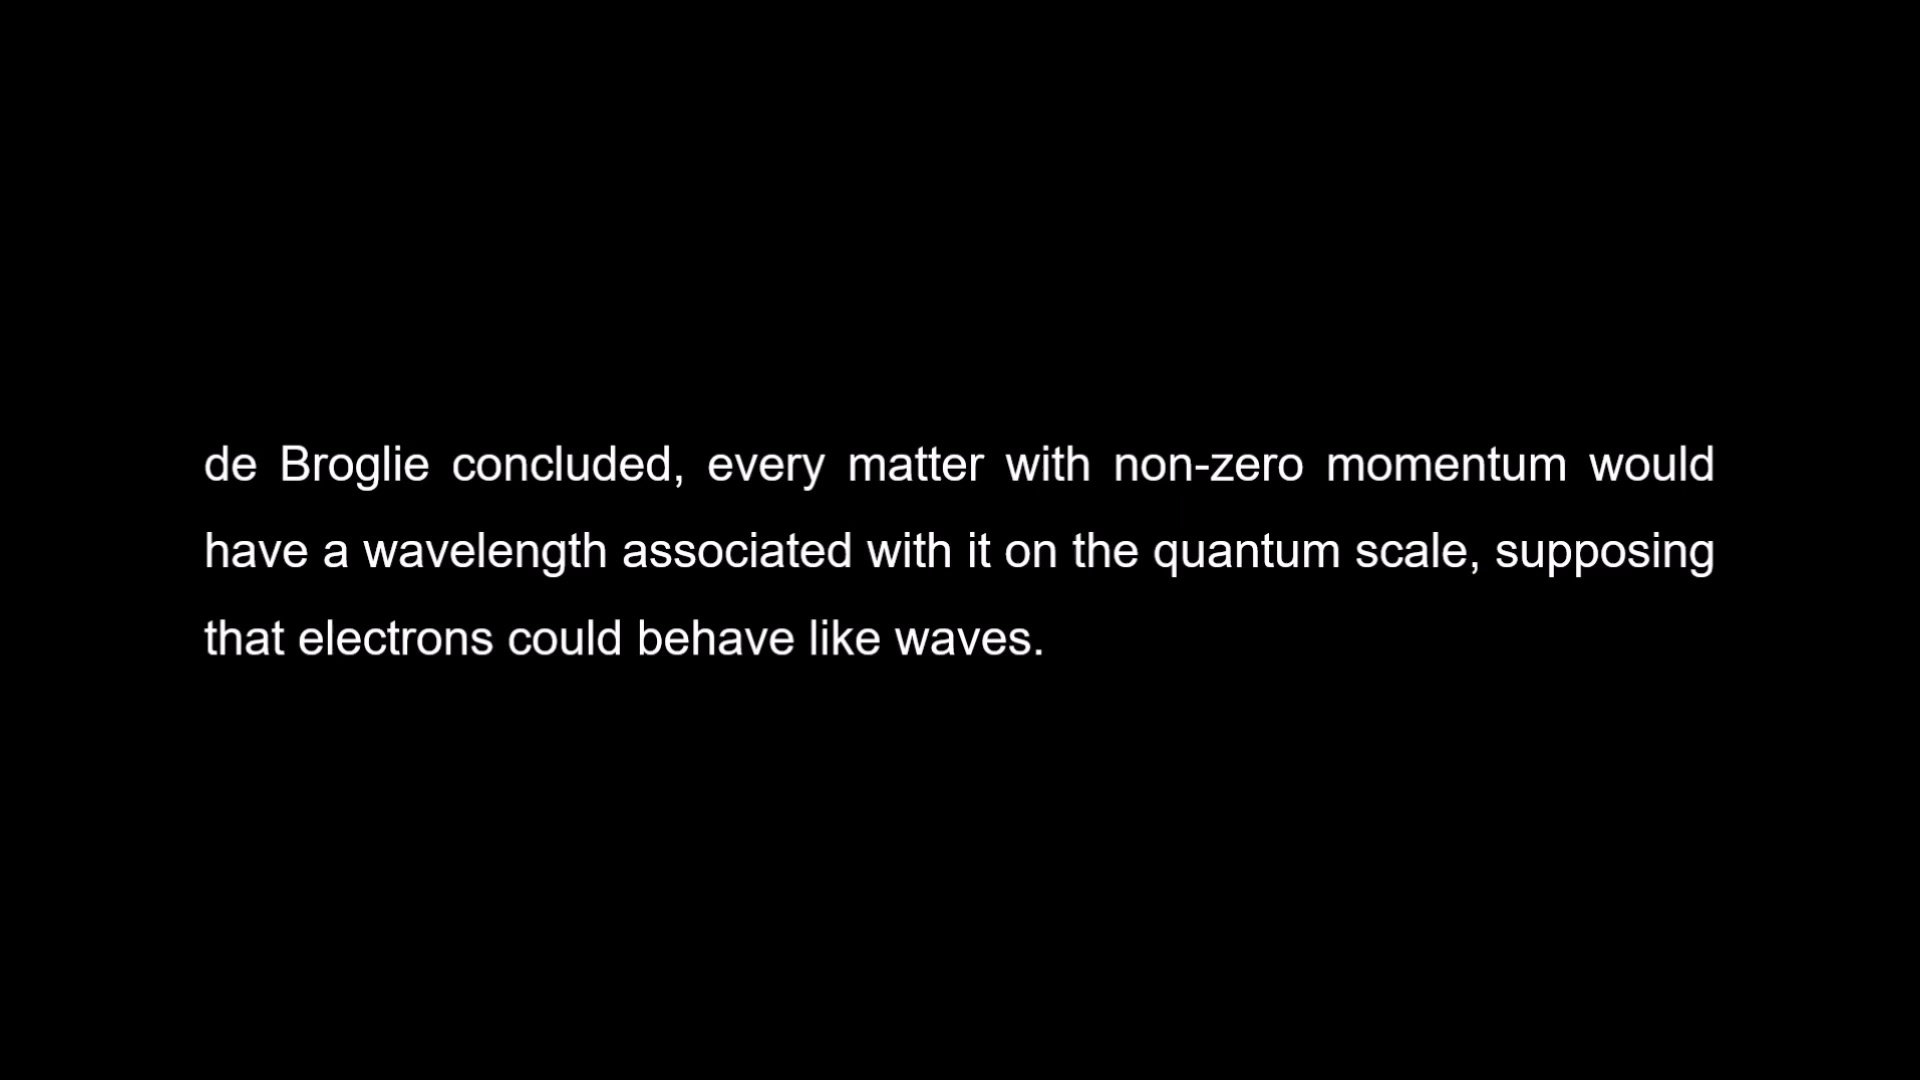 de Broglie concluded, every matter with non-zero momentum would
have a wavelength associated with it on the quantum scale, supposing
that electrons could behave like waves.